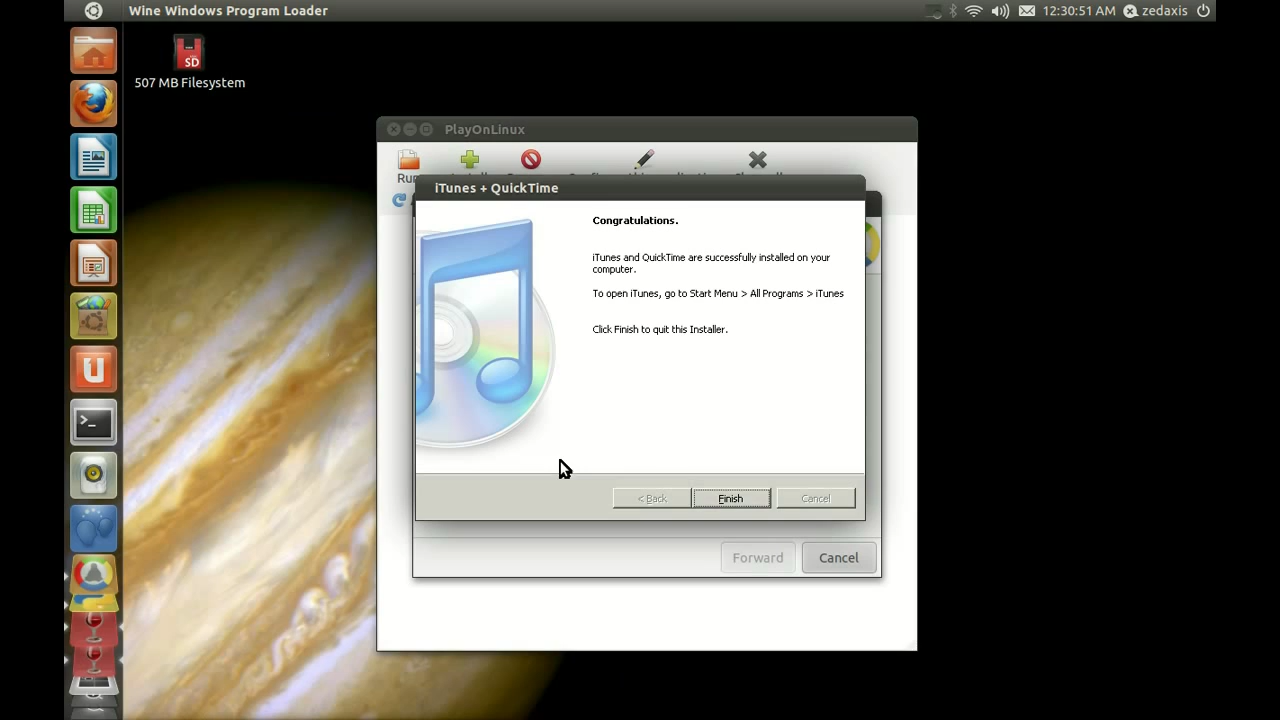 Wine Windows Program Loader
12:30:51 AM
zedaxis
SD
507 MB Filesystem
PlayOnLinux
iTunes + QuickTime
Congratulations.
iTunes and QuickTime are successfully installed on your
computer.
To open iTunes, go to Start Menu > All Programs > iTunes
Click Finish to quit this Installer.
< Back
Finish
Cancel
Forward
Cancel